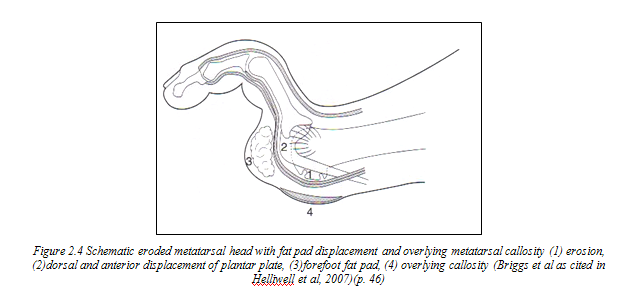 2
3
1
4
Figure 2.4 Schematic eroded metatarsal head with fat pad displacement and overlying metatarsal callosity (1) erosion,
(2)dorsal and anterior displacement of plantar plate, (3)forefoot fat pad, (4) overlying callosity (Briggs et al as cited in
Helliwell et al, 2007)(p. 46)